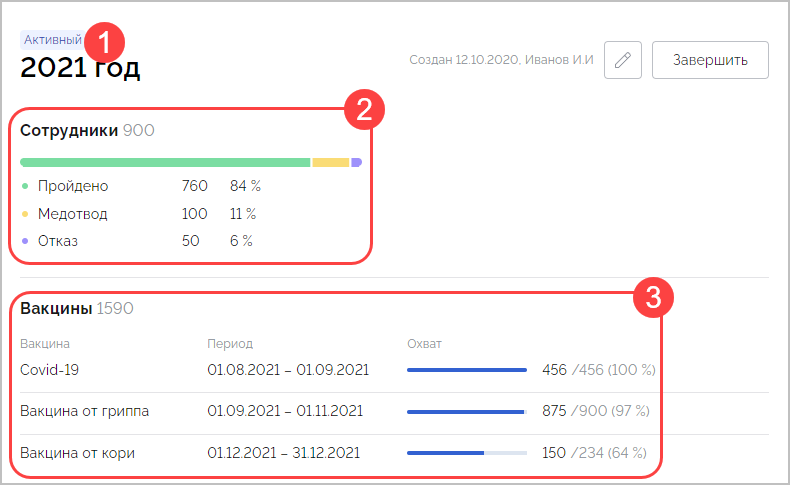 Активный
1
2021 год
Создан 12.10.2020, Иванов И.И
Завершить
2
Сотрудники 900
Пройдено 760 84 %
Медотвод 100 11 %
Отказ 50 6 %
3
Вакцины 1590
Вакцина Период Охват
Covid-19 01.08.2021 – 01.09.2021 456 /456 (100 %)
Вакцина от гриппа 01.09.2021 – 01.11.2021 875 /900 (97 %)
Вакцина от кори 01.12.2021 – 31.12.2021 150 /234 (64 %)